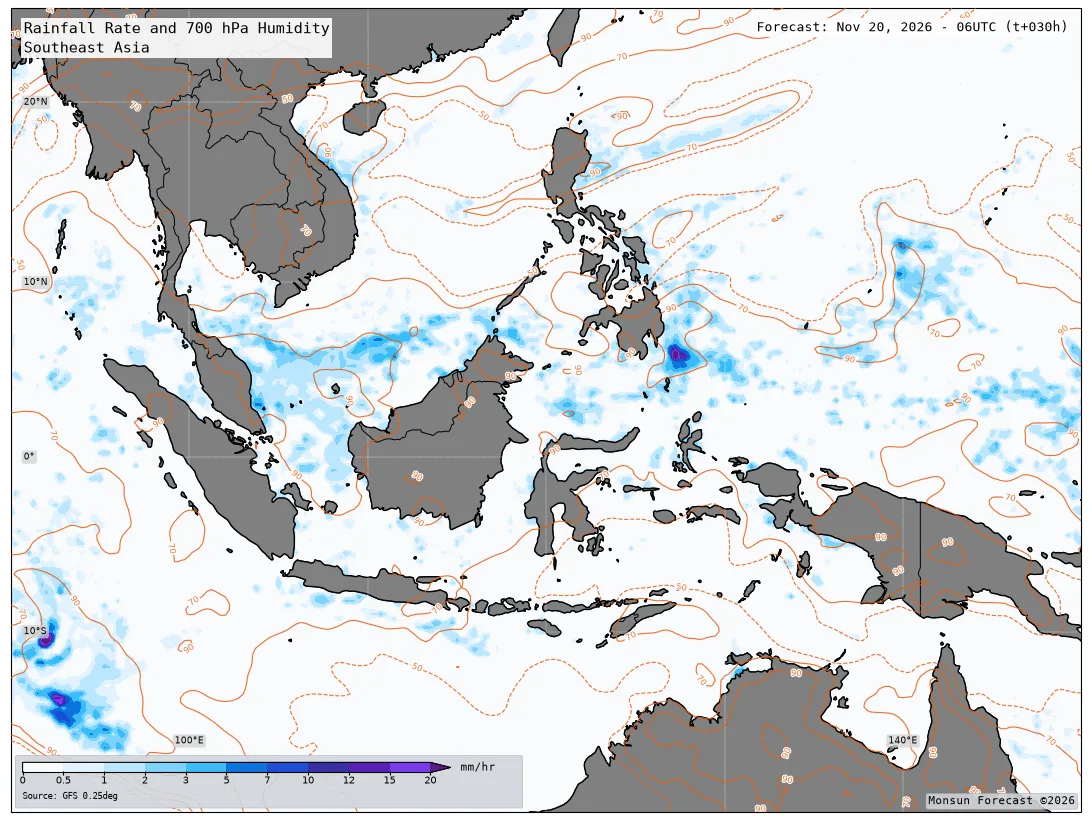 Rainfall Rate and 700 hPa Humidity
Southeast Asia
Forecast: Nov 20, 2026 - 06UTC (t+030h)
20°N
10°N
0°
10°S
100°E
140°E
0 0.5 1 2 3 5 7 10 12 15 20 mm/hr
Source: GFS 0.25deg
Monsun Forecast ©2026